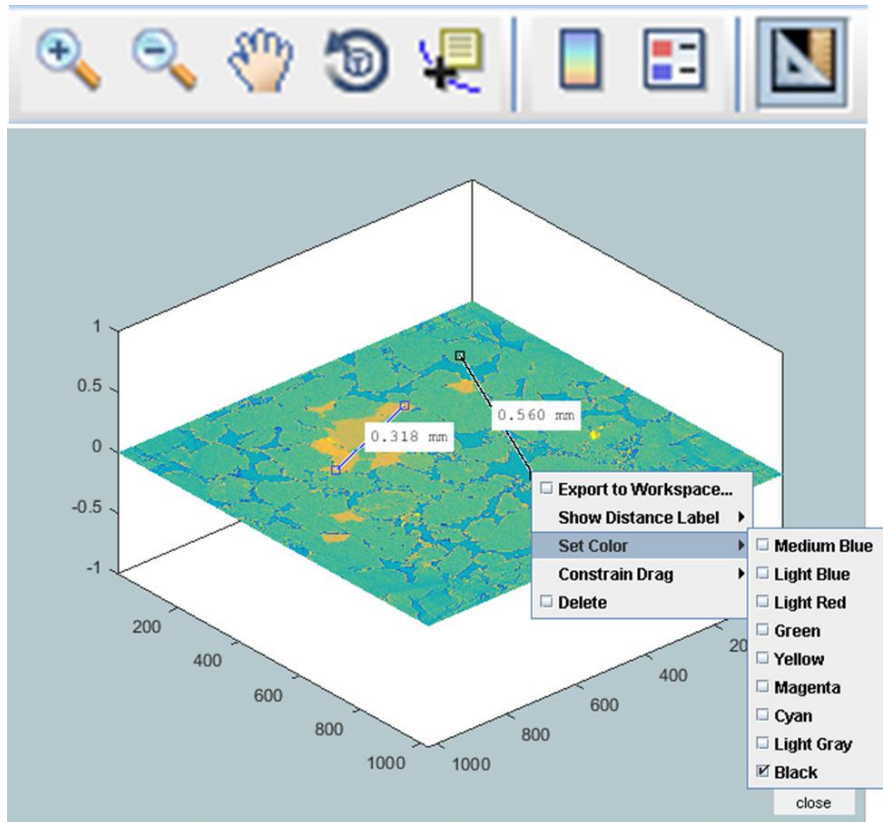 1
0.5
0
-0.5
-1
0.560 mm
0.318 mm
Export to Workspace...
Show Distance Label
Set Color
Constrain Drag
Delete
Medium Blue
Light Blue
Light Red
Green
Yellow
Magenta
Cyan
Light Gray
Black
200
400
600
800
1000
1000
800
600
400
close